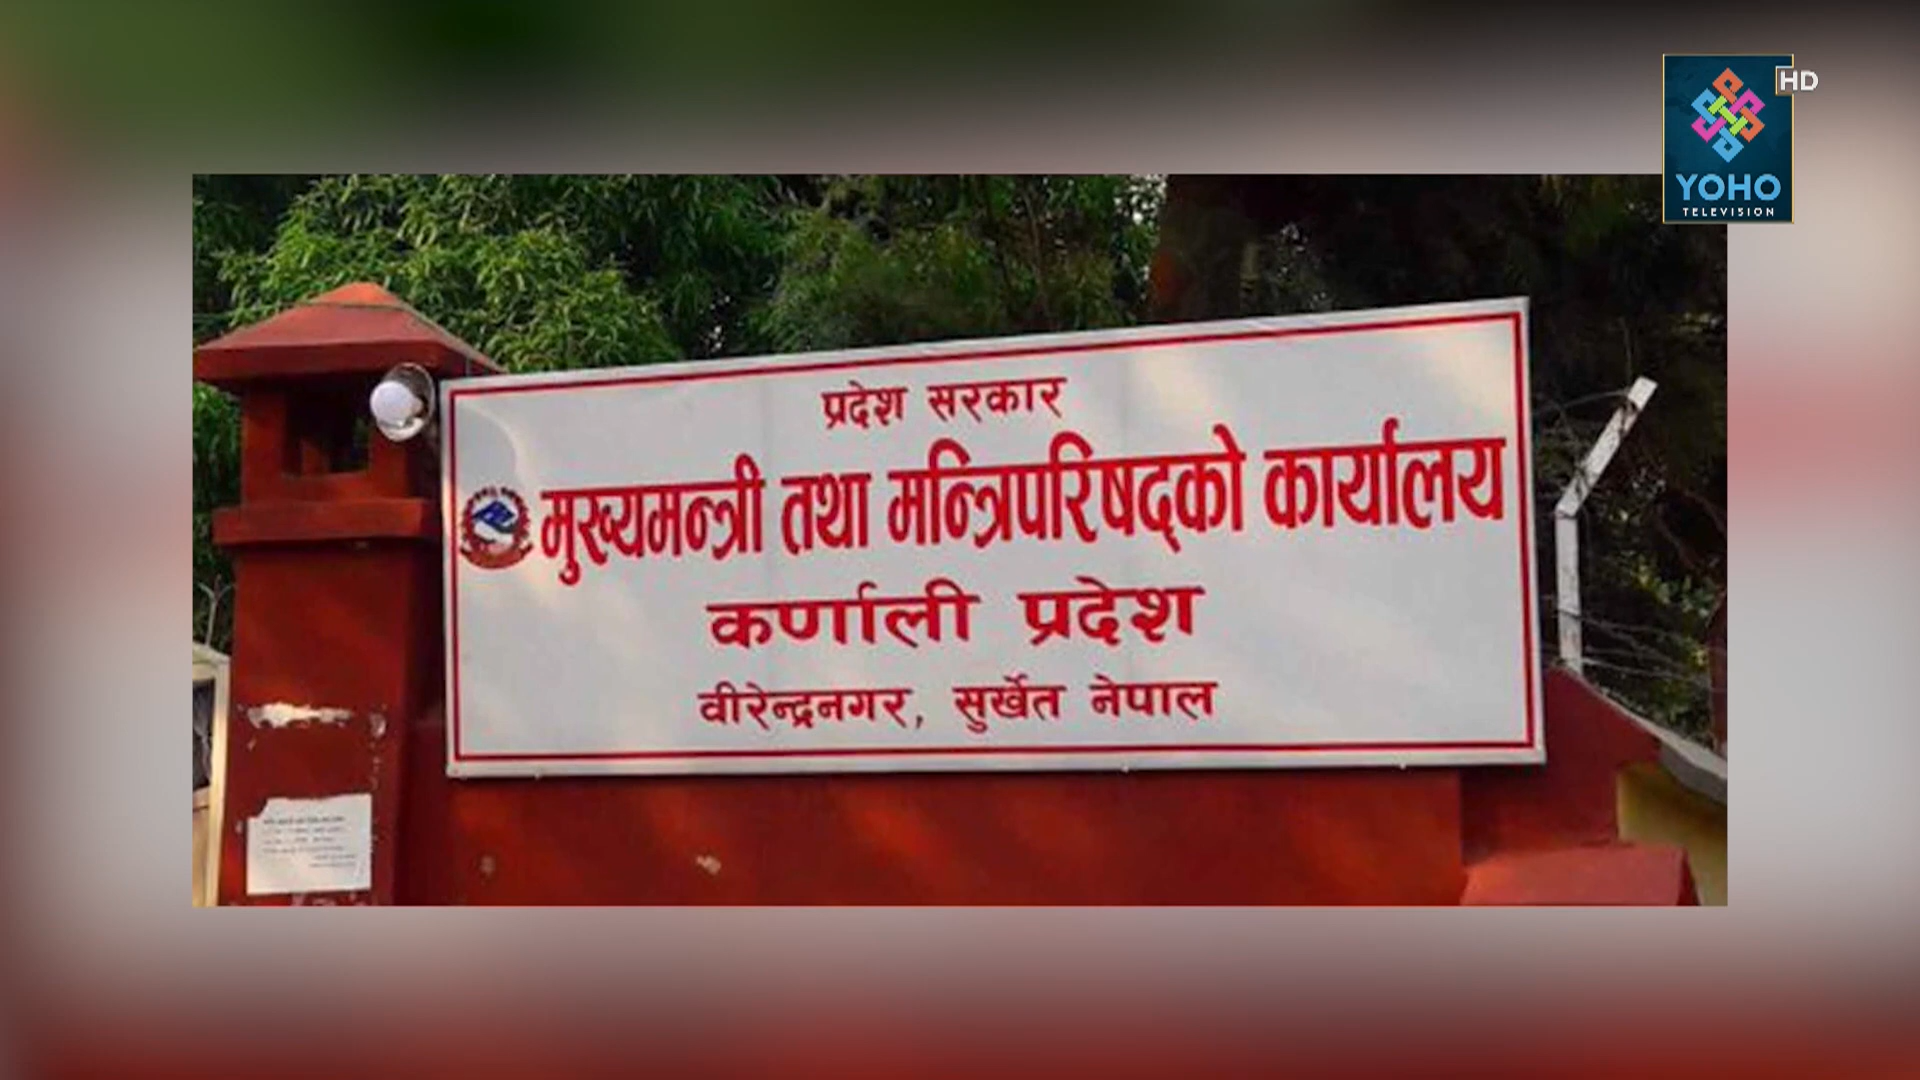 HD
YOHO
TELEVISION
प्रदेश सरकार
मुख्यमन्त्री तथा मन्त्रिपरिषद्को कार्यालय
कर्णाली प्रदेश
वीरेन्द्रनगर, सुर्खेत नेपाल